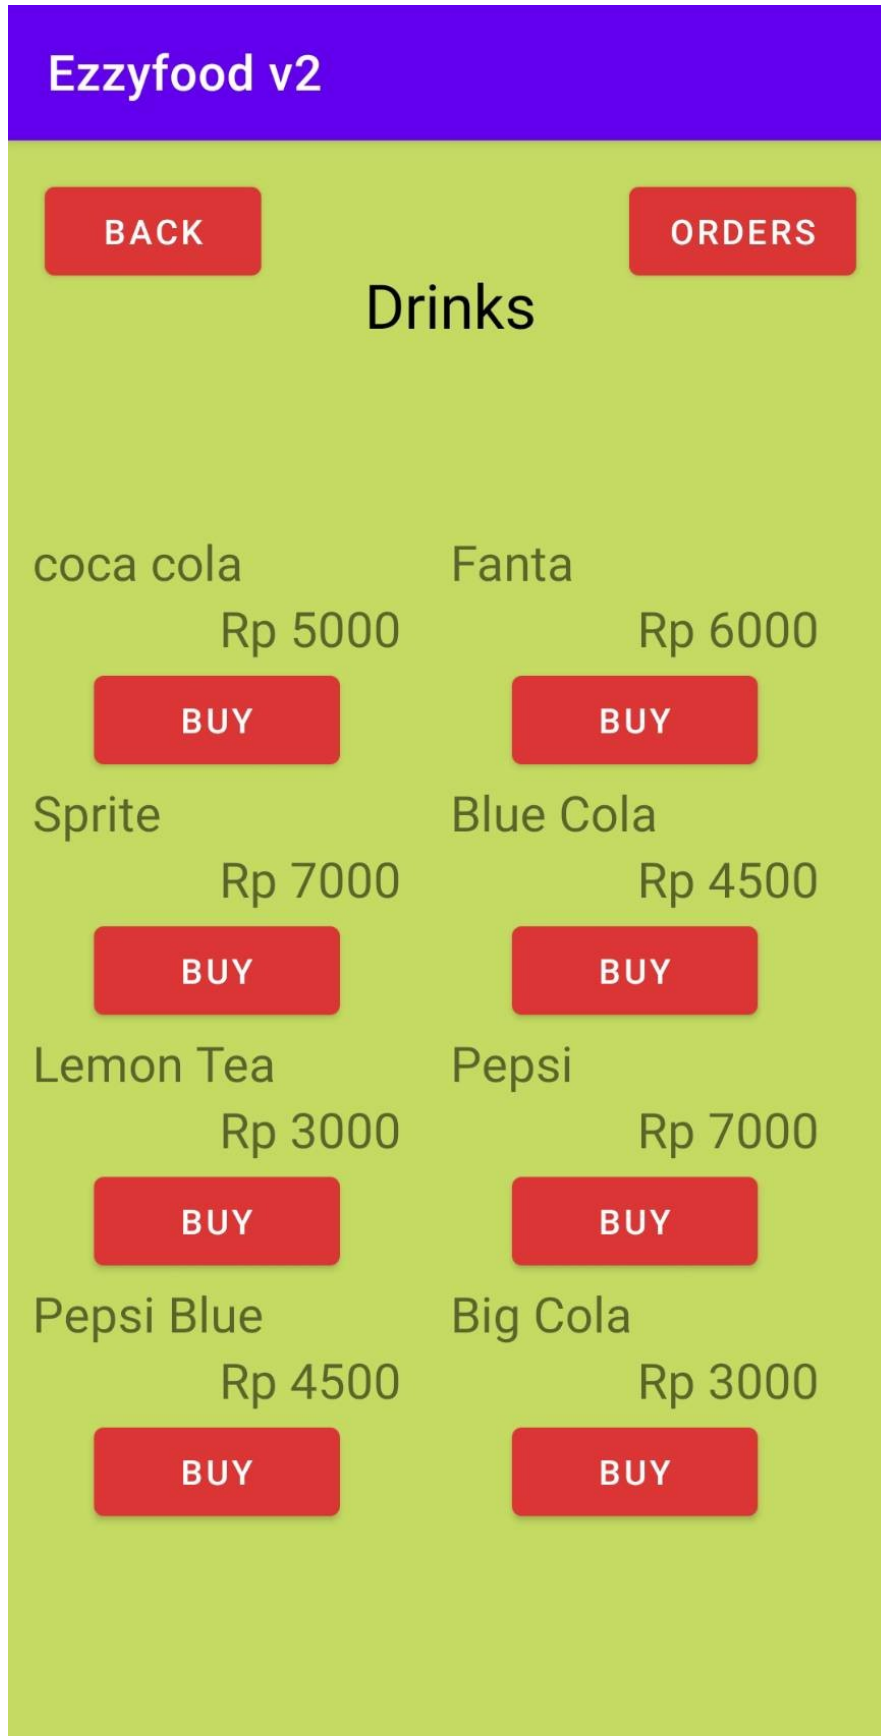 Ezzyfood v2
BACK
ORDERS
Drinks
coca cola
Rp 5000
BUY
Fanta
Rp 6000
BUY
Sprite
Rp 7000
BUY
Blue Cola
Rp 4500
BUY
Lemon Tea
Rp 3000
BUY
Pepsi
Rp 7000
BUY
Pepsi Blue
Rp 4500
BUY
Big Cola
Rp 3000
BUY